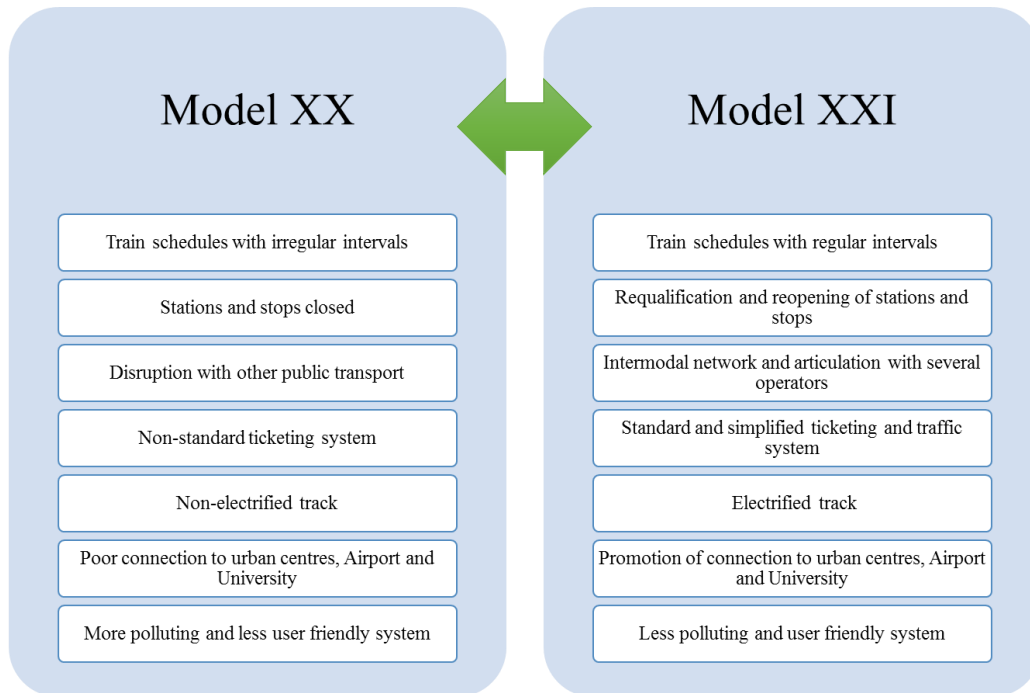 Model XX
Train schedules with irregular intervals
Stations and stops closed
Disruption with other public transport
Non-standard ticketing system
Non-electrified track
Poor connection to urban centres, Airport and
University
More polluting and less user friendly system
Model XXI
Train schedules with regular intervals
Requalification and reopening of stations and
stops
Intermodal network and articulation with several
operators
Standard and simplified ticketing and traffic
system
Electrified track
Promotion of connection to urban centres, Airport
and University
Less polluting and user friendly system